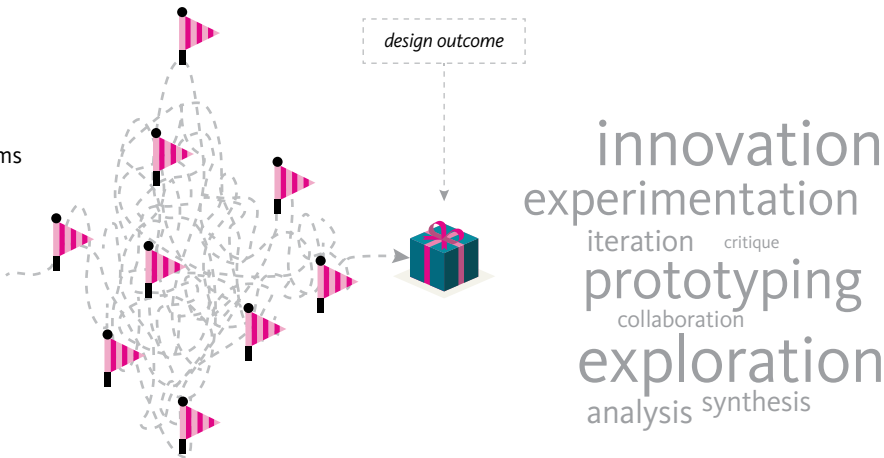 design outcome
ms
innovation
experimentation
iteration critique
prototyping
collaboration
exploration
analysis synthesis